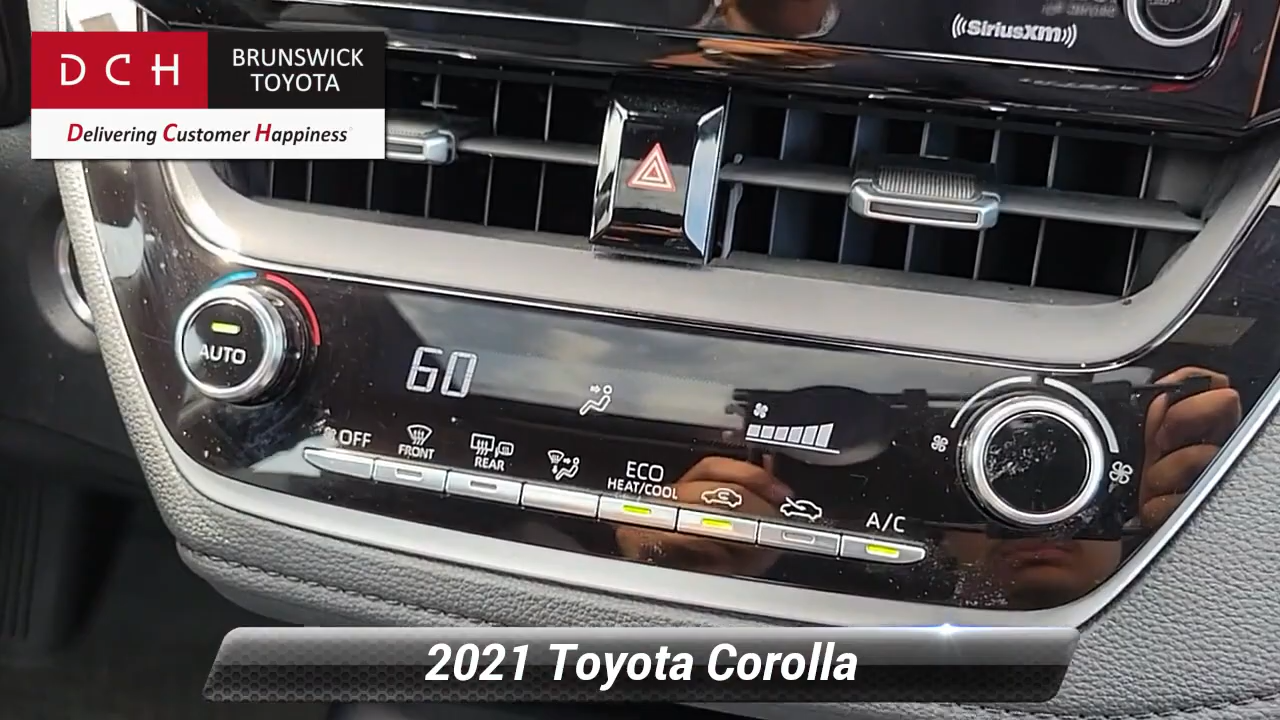 SiriusXM
DCH
BRUNSWICK
TOYOTA
Delivering Customer Happiness
AUTO
60
OFF
FRONT
REAR
ECO
HEAT/COOL
A/C
2021 Toyota Corolla